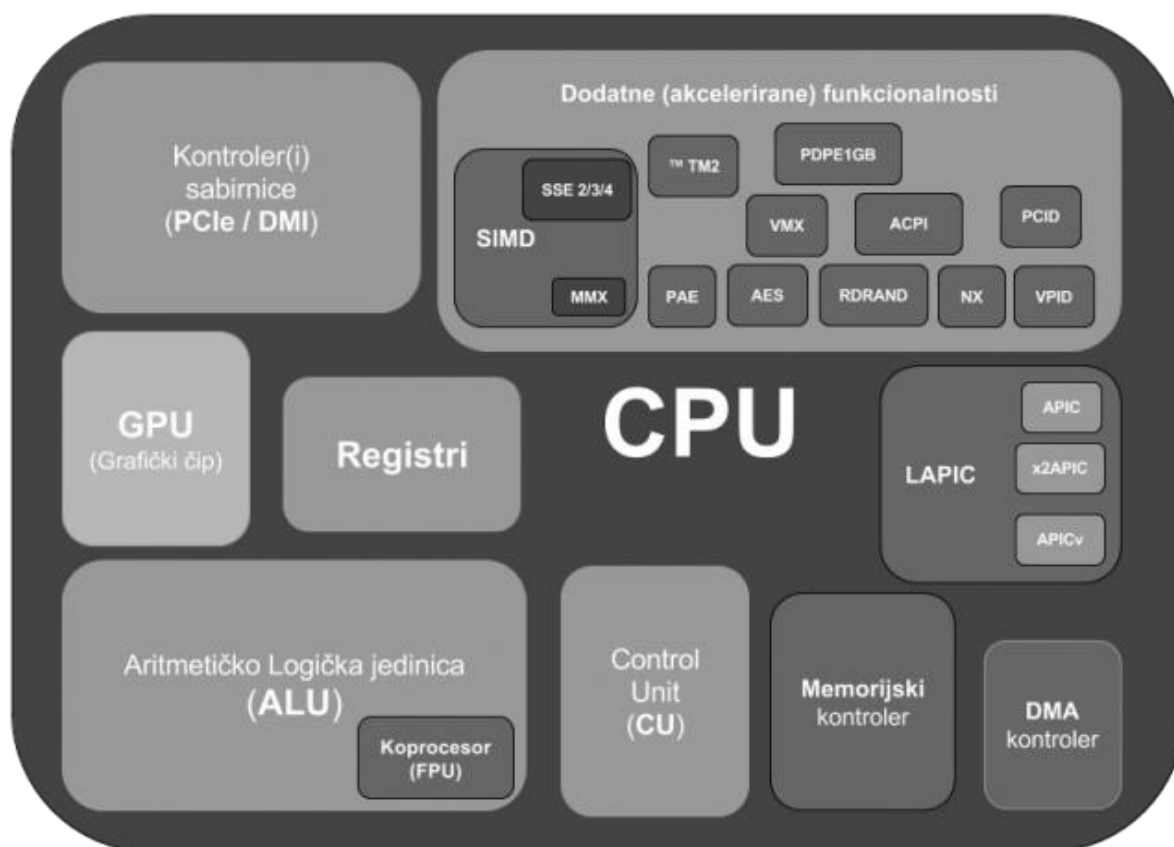 Kontroler(i)
sabirnice
(PCIe / DMI)
Dodatne (akcelerirane) funkcionalnosti
SIMD
SSE 2/3/4
MMX
™ TM2
PDPE1GB
VMX
ACPI
PCID
PAE
AES
RDRAND
NX
VPID
GPU
(Grafički čip)
Registri
CPU
LAPIC
APIC
x2APIC
APICv
Aritmetičko Logička jedinica
(ALU)
Koprocesor
(FPU)
Control
Unit
(CU)
Memorijski
kontroler
DMA
kontroler